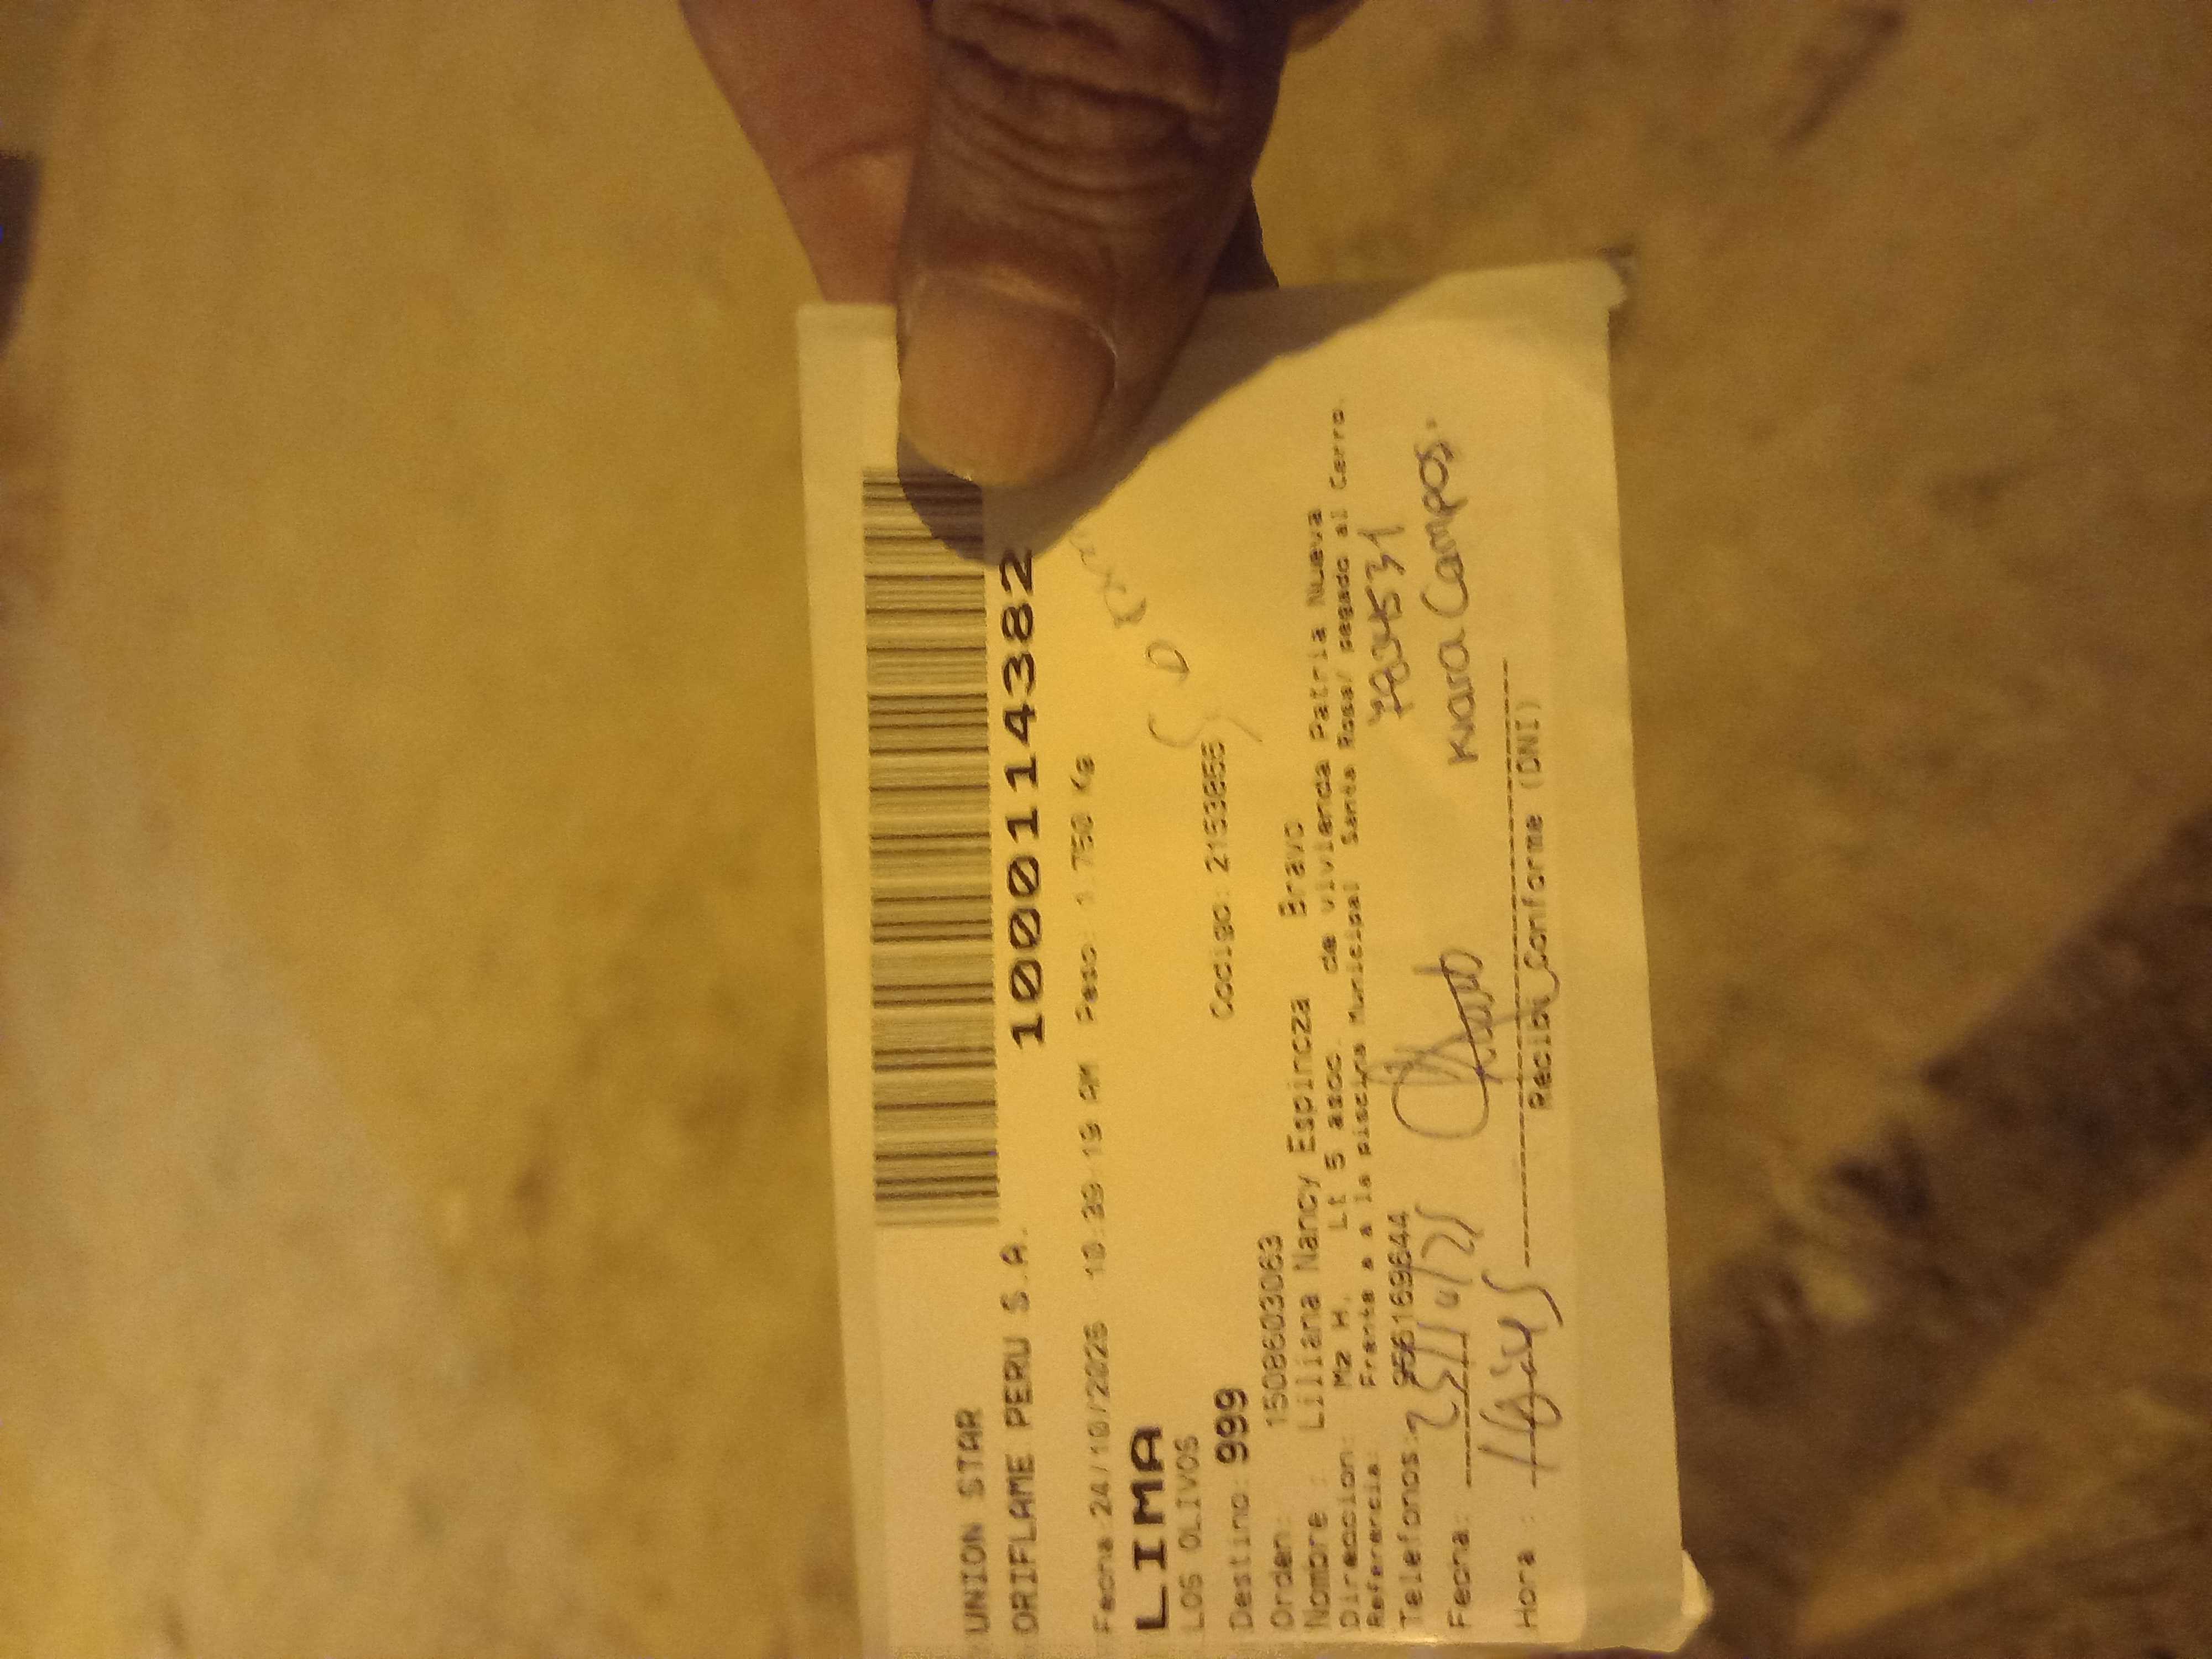 UNION STAR
ORIFLAME PERU S.A.
1000114382
Fecha: 24/10/2025 10:39:19 AM Peso: 1.750 Kg
LIMA
LOS OLIVOS
Destino: 999 Codigo: 2153855
Orden: 1508603063
Nombre : Liliana Nancy Espinoza Bravo
Direccion: Mz H. Lt 5 asoc. de vivienda Patria Nueva
Referencia: Frente a a la piscina Municipal Santa Rosa/ pegado al Cerro.
Telefonos: 956169644
Fecha:
Kiara Campos.
Hora :
Recibi Conforme (DNI)